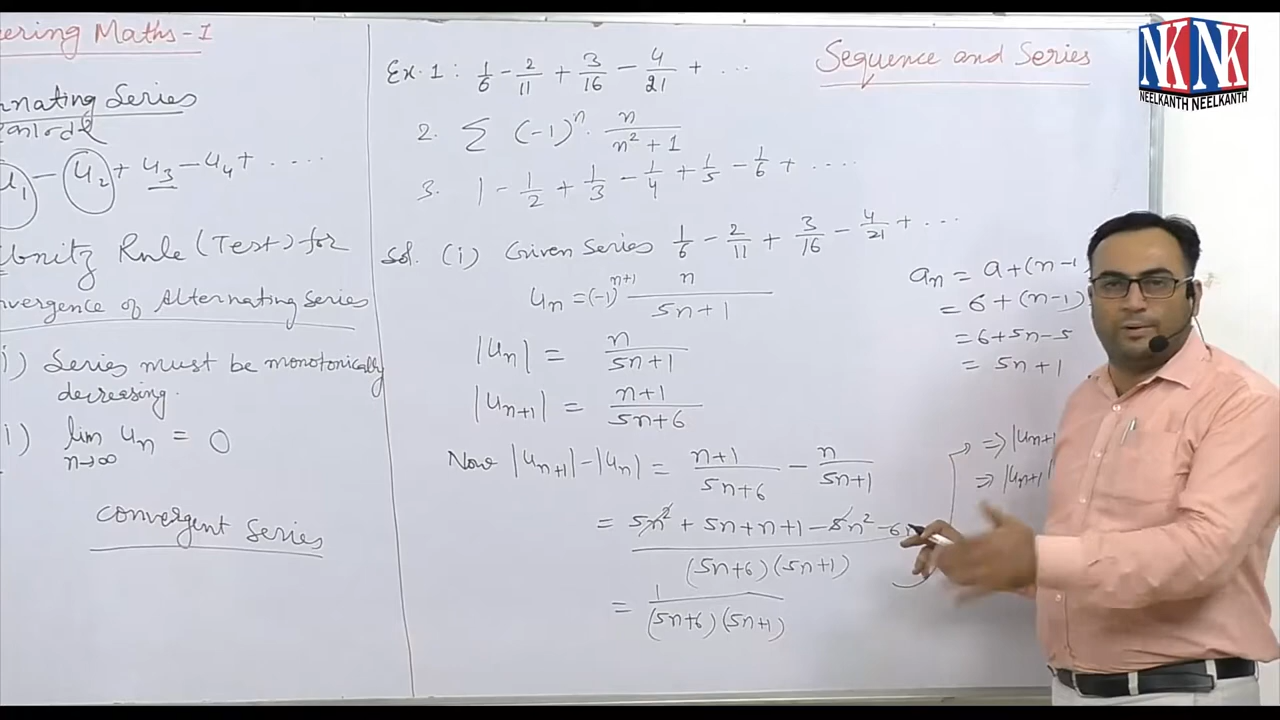 ering Maths-I
rnating Series
u₁ - u₂ + u₃ - u₄ + ....
Rule (Test) for
nvergence of Alternating Series
i) Series must be monotonically
decreasing.
i) lim uₙ = 0
n→∞
convergent Series
Sequence and Series
Ex. 1 : 1/6 - 2/11 + 3/16 - 4/21 + ...
2. Σ (-1)ⁿ. n/(n² + 1)
3. 1 - 1/2 + 1/3 - 1/4 + 1/5 - 1/6 + ....
Sol. (i) Given Series 1/6 - 2/11 + 3/16 - 4/21 + ...
uₙ = (-1)ⁿ⁺¹ n/(5n+1)
|uₙ| = n/(5n+1)
|uₙ₊₁| = (n+1)/(5n+6)
Now |uₙ₊₁| - |uₙ| = (n+1)/(5n+6) - n/(5n+1)
= (5n² + 5n + n + 1 - 5n² - 6n)/((5n+6)(5n+1))
= 1/((5n+6)(5n+1))
aₙ = a + (n-1
= 6 + (n-1)
= 6 + 5n - 5
= 5n + 1
⇒ |uₙ₊₁
⇒ |uₙ₊₁|
NK NK
NEELKANTH NEELKANTH